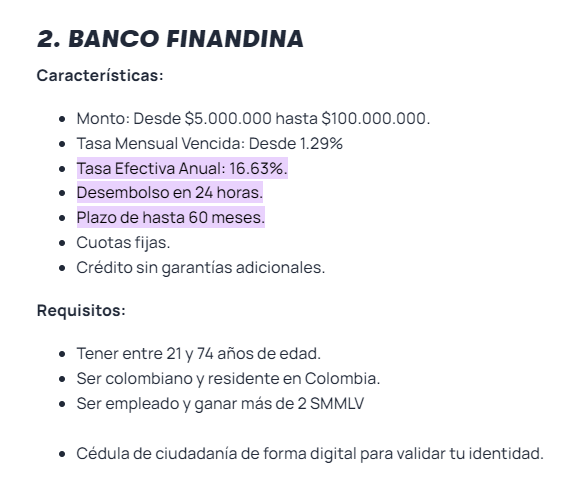 2. BANCO FINANDINA
Características:
• Monto: Desde $5.000.000 hasta $100.000.000.
• Tasa Mensual Vencida: Desde 1.29%
• Tasa Efectiva Anual: 16.63%.
• Desembolso en 24 horas.
• Plazo de hasta 60 meses.
• Cuotas fijas.
• Crédito sin garantías adicionales.
Requisitos:
• Tener entre 21 y 74 años de edad.
• Ser colombiano y residente en Colombia.
• Ser empleado y ganar más de 2 SMMLV
• Cédula de ciudadanía de forma digital para validar tu identidad.